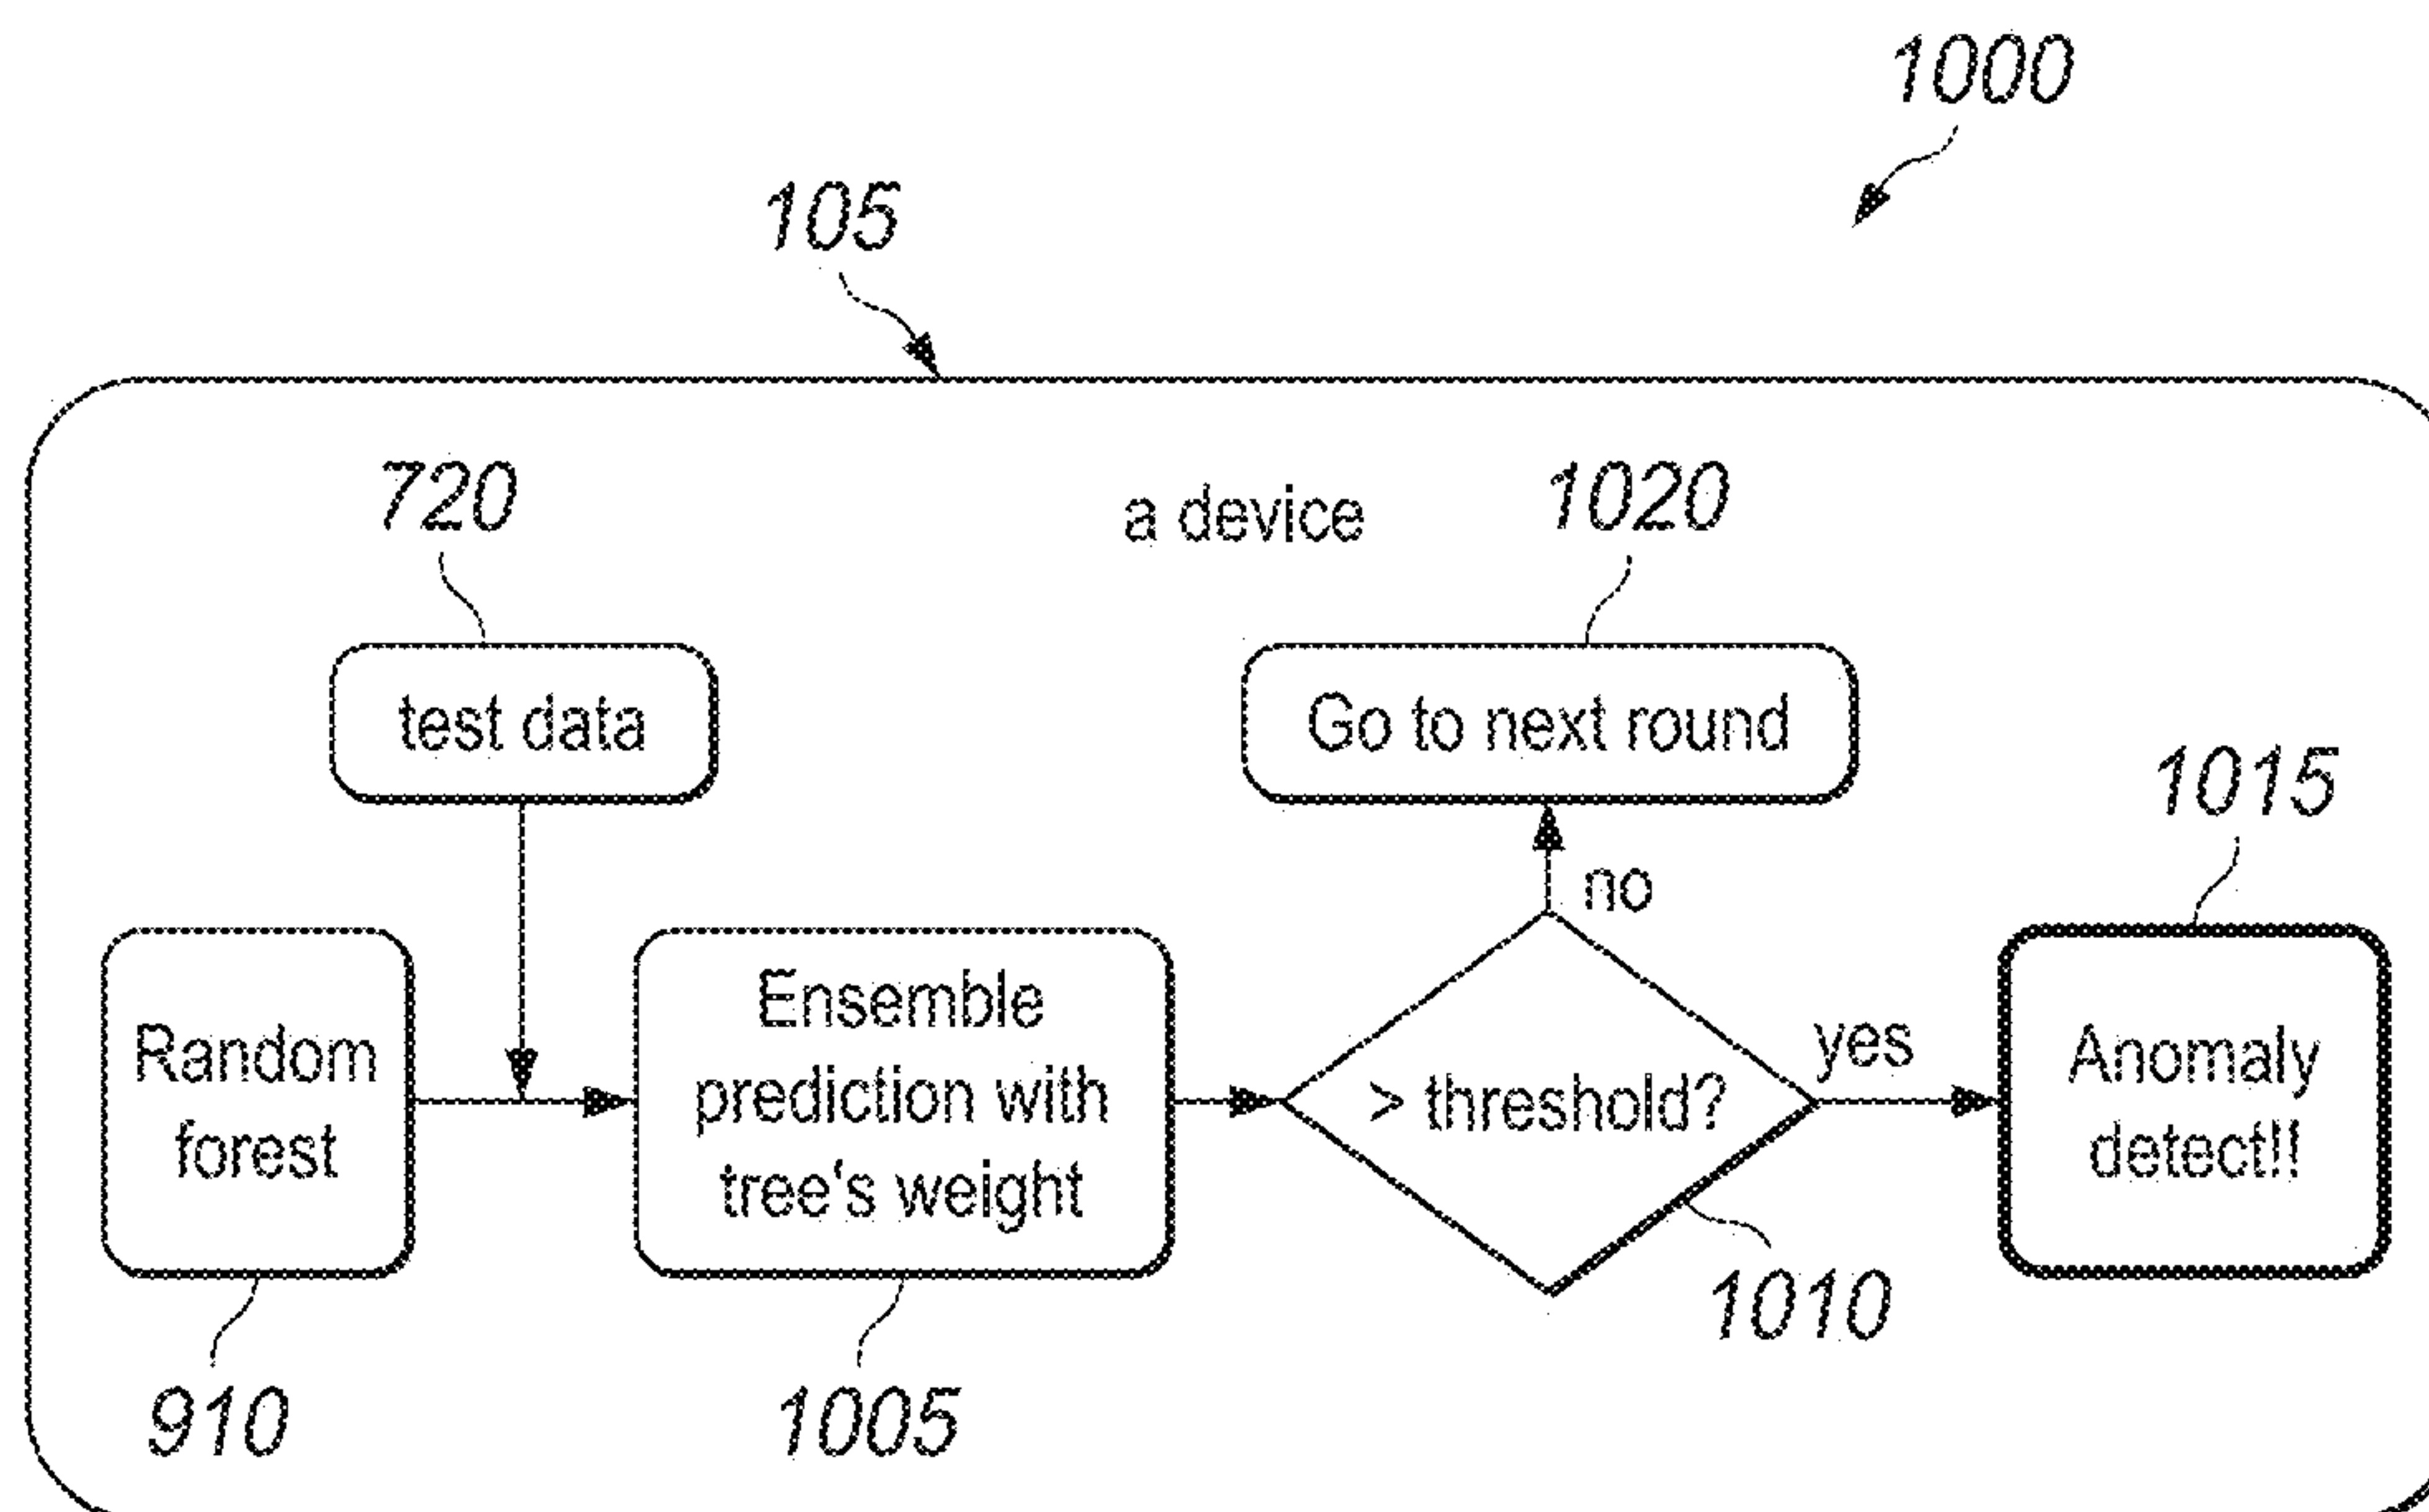 1000
105
720
a device
1020
test data
Go to next round
1015
no
Random
forest
Ensemble
prediction with
tree's weight
> threshold?
yes
Anomaly
detect!!
1010
910
1005